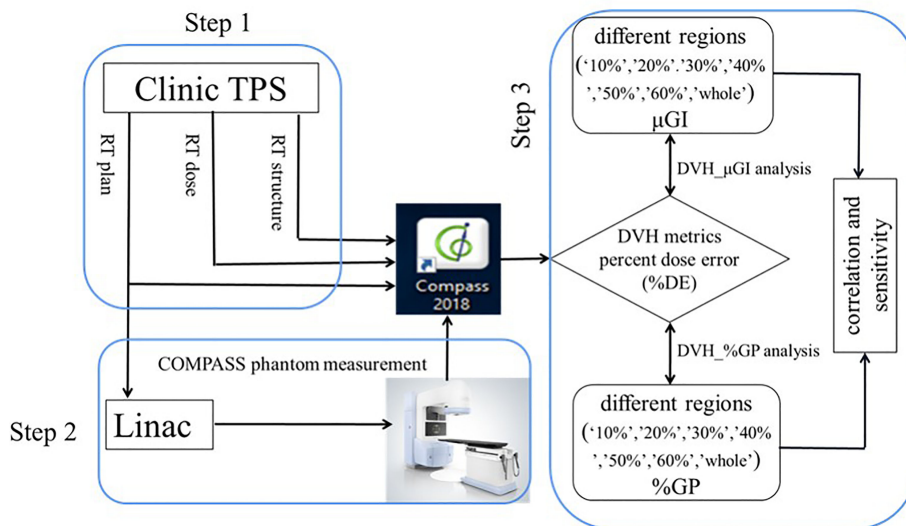 Step 1
Clinic TPS
RT plan
RT dose
RT structure
Compass
2018
Step 2
COMPASS phantom measurement
Linac
Step 3
different regions
(‘10%’,’20%’.’30%’,’40%
’,’50%’,’60%’,’whole’)
μGI
DVH_μGI analysis
DVH metrics
percent dose error
(%DE)
DVH_%GP analysis
different regions
(‘10%’,’20%’,’30%’,’40%
’,’50%’,’60%’,’whole’)
%GP
correlation and
sensitivity